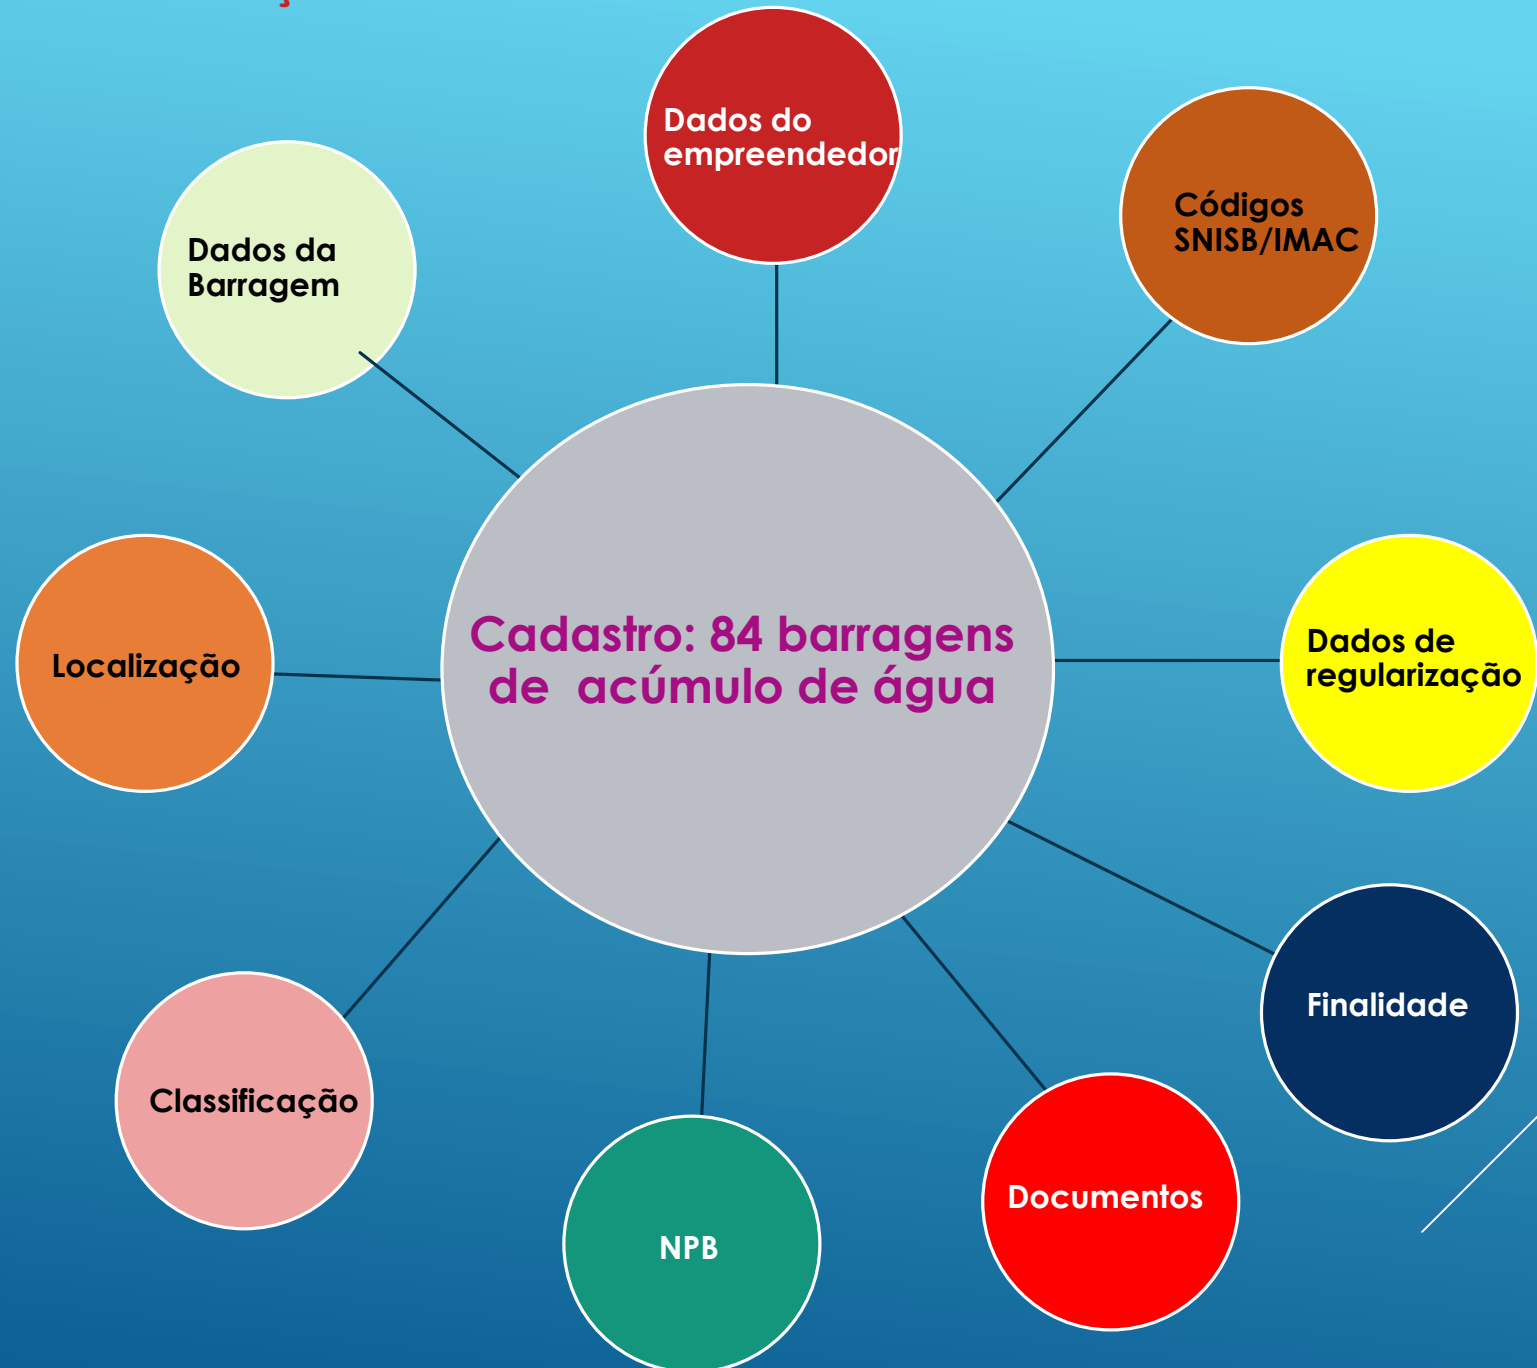 Dados do
empreendedor
Códigos
SNISB/IMAC
Dados da
Barragem
Cadastro: 84 barragens
de acúmulo de água
Dados de
regularização
Localização
Finalidade
Classificação
Documentos
NPB